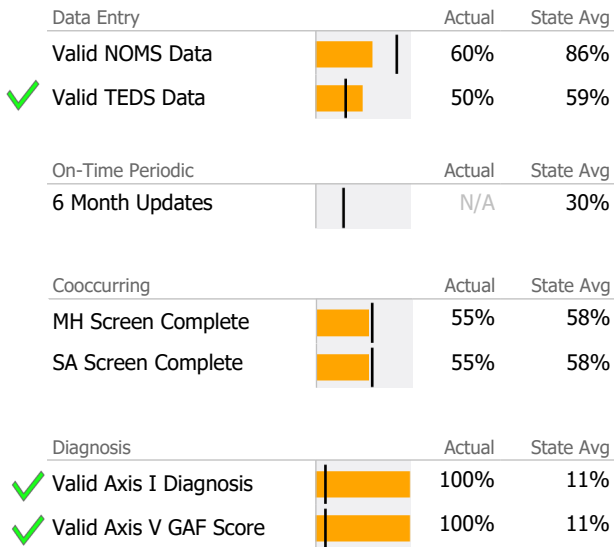 Data Entry Actual State Avg
Valid NOMS Data 60% 86%
Valid TEDS Data 50% 59%
On-Time Periodic Actual State Avg
6 Month Updates N/A 30%
Cooccurring Actual State Avg
MH Screen Complete 55% 58%
SA Screen Complete 55% 58%
Diagnosis Actual State Avg
Valid Axis I Diagnosis 100% 11%
Valid Axis V GAF Score 100% 11%